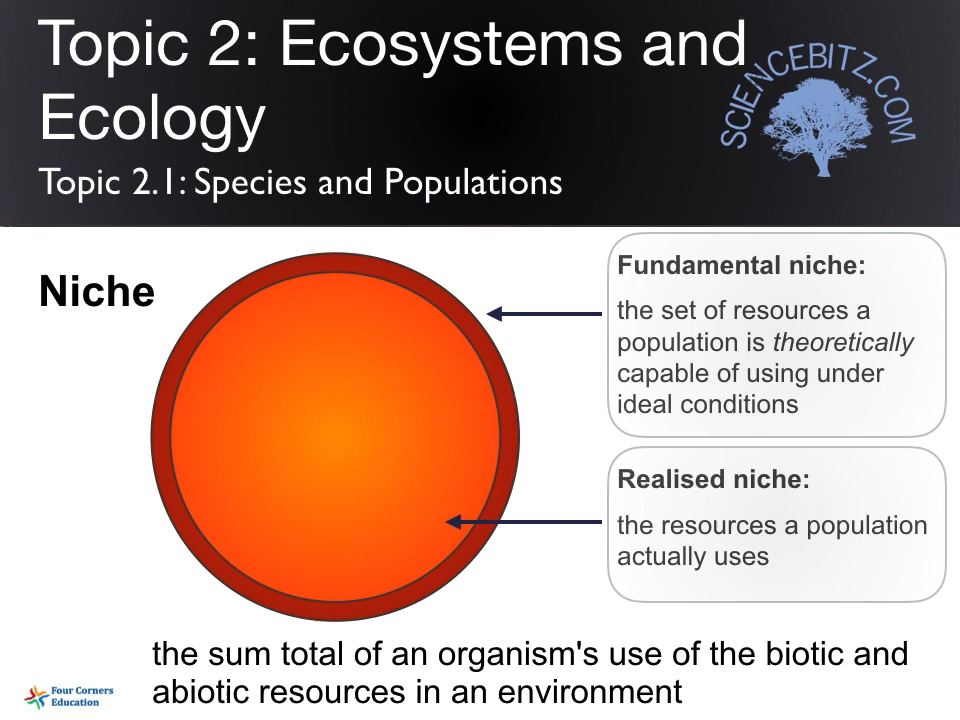 Topic 2: Ecosystems and
Ecology
Topic 2.1: Species and Populations
SCIENCEBITZ.COM
Niche
Fundamental niche:
the set of resources a
population is theoretically
capable of using under
ideal conditions
Realised niche:
the resources a population
actually uses
the sum total of an organism's use of the biotic and
abiotic resources in an environment
Four Corners
Education